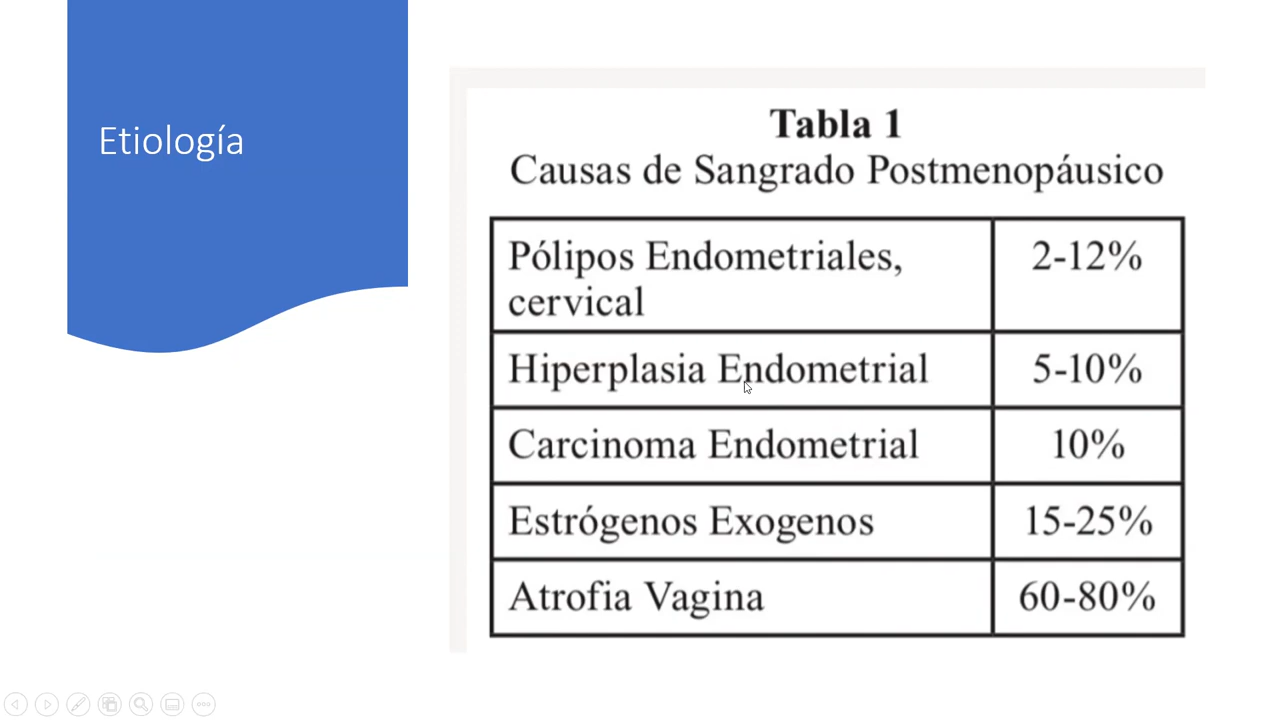 Etiología
Tabla 1
Causas de Sangrado Postmenopáusico
Pólipos Endometriales, 2-12%
cervical
Hiperplasia Endometrial 5-10%
Carcinoma Endometrial 10%
Estrógenos Exogenos 15-25%
Atrofia Vagina 60-80%